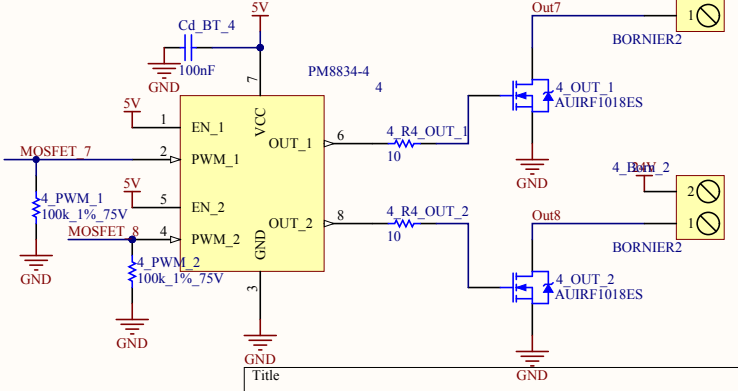 5V
Out7
1
BORNIER2
Cd_BT_4
100nF
GND
7
PM8834-4
4
4_OUT_1
AUIRF1018ES
5V
1
EN_1
VCC
OUT_1
6
4_R4_OUT_1
10
MOSFET_7
2
PWM_1
GND
4_Born_2
24V
5V
4_PWM_1
100k_1%_75V
5
EN_2
2
1
BORNIER2
OUT_2
8
4_R4_OUT_2
10
Out8
MOSFET_8
4
PWM_2
GND
GND
4_PWM_2
100k_1%_75V
3
4_OUT_2
AUIRF1018ES
GND
GND
GND
Title